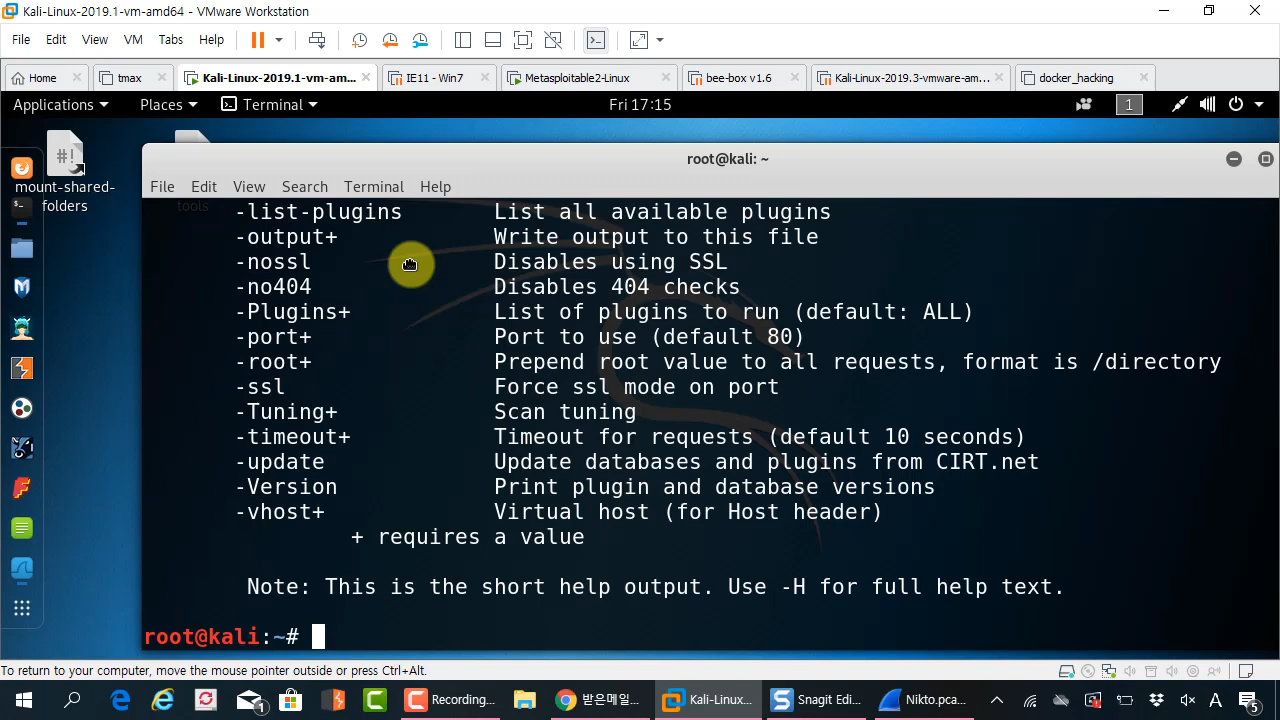 Kali-Linux-2019.1-vm-amd64 - VMware Workstation
File Edit View VM Tabs Help
Home tmax Kali-Linux-2019.1-vm-am... IE11 - Win7 Metasploitable2-Linux bee-box v1.6 Kali-Linux-2019.3-vmware-am... docker_hacking
Applications Places Terminal Fri 17:15 1
#!
mount-shared-
folders
tools
root@kali: ~
File Edit View Search Terminal Help
-list-plugins List all available plugins
-output+ Write output to this file
-nossl Disables using SSL
-no404 Disables 404 checks
-Plugins+ List of plugins to run (default: ALL)
-port+ Port to use (default 80)
-root+ Prepend root value to all requests, format is /directory
-ssl Force ssl mode on port
-Tuning+ Scan tuning
-timeout+ Timeout for requests (default 10 seconds)
-update Update databases and plugins from CIRT.net
-Version Print plugin and database versions
-vhost+ Virtual host (for Host header)
+ requires a value
Note: This is the short help output. Use -H for full help text.
root@kali:~#
To return to your computer, move the mouse pointer outside or press Ctrl+Alt.
1 Recording... 받은메일... Kali-Linux... Snagit Edi... Nikto.pca... A 5